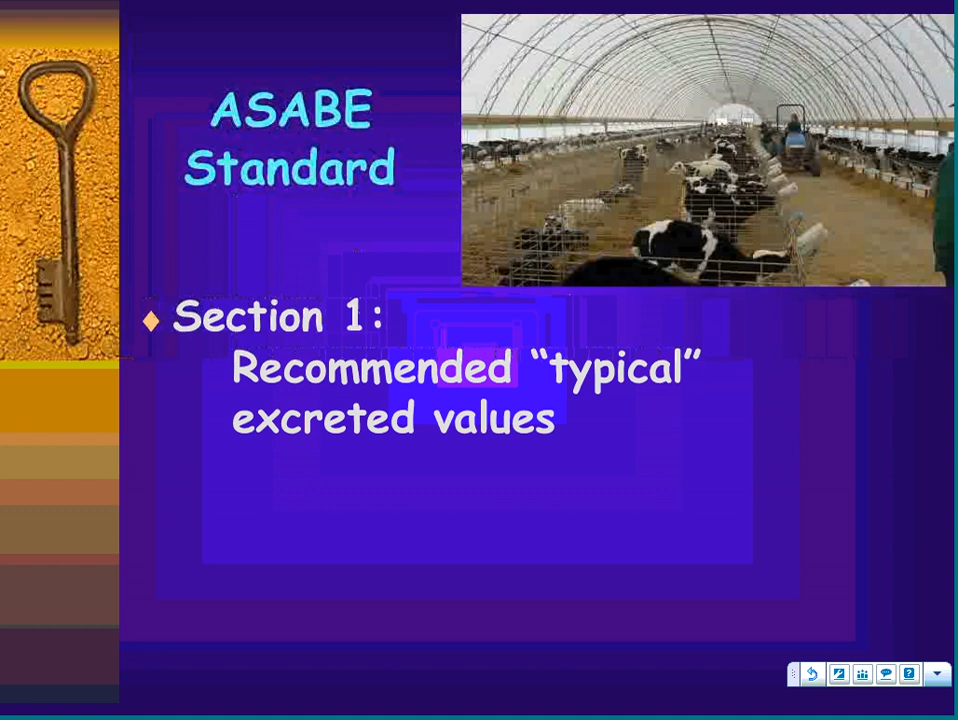 ASABE
Standard
Section 1:
Recommended “typical”
excreted values